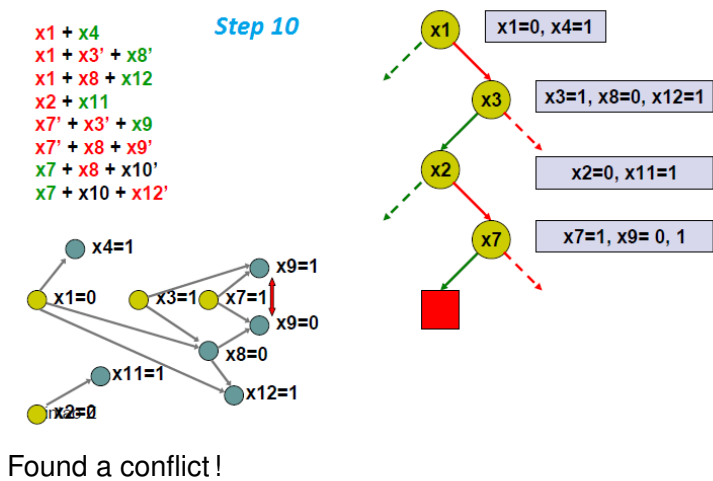 Step 10
x1 + x4
x1 + x3’ + x8’
x1 + x8 + x12
x2 + x11
x7’ + x3’ + x9
x7’ + x8 + x9’
x7 + x8 + x10’
x7 + x10 + x12’
x1
x1=0, x4=1
x3
x3=1, x8=0, x12=1
x2
x2=0, x11=1
x7
x7=1, x9= 0, 1
x4=1
x9=1
x1=0
x3=1
x7=1
x9=0
x8=0
x11=1
x12=1
x2=0
Found a conflict!